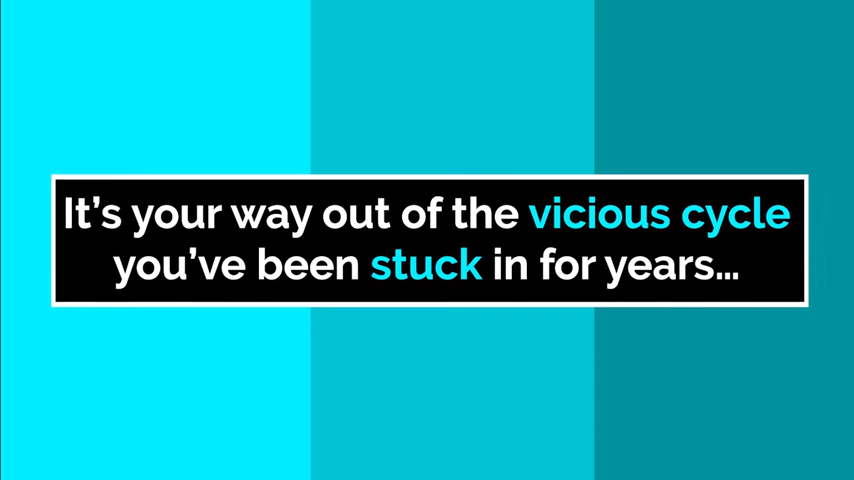 It’s your way out of the vicious cycle
you’ve been stuck in for years...